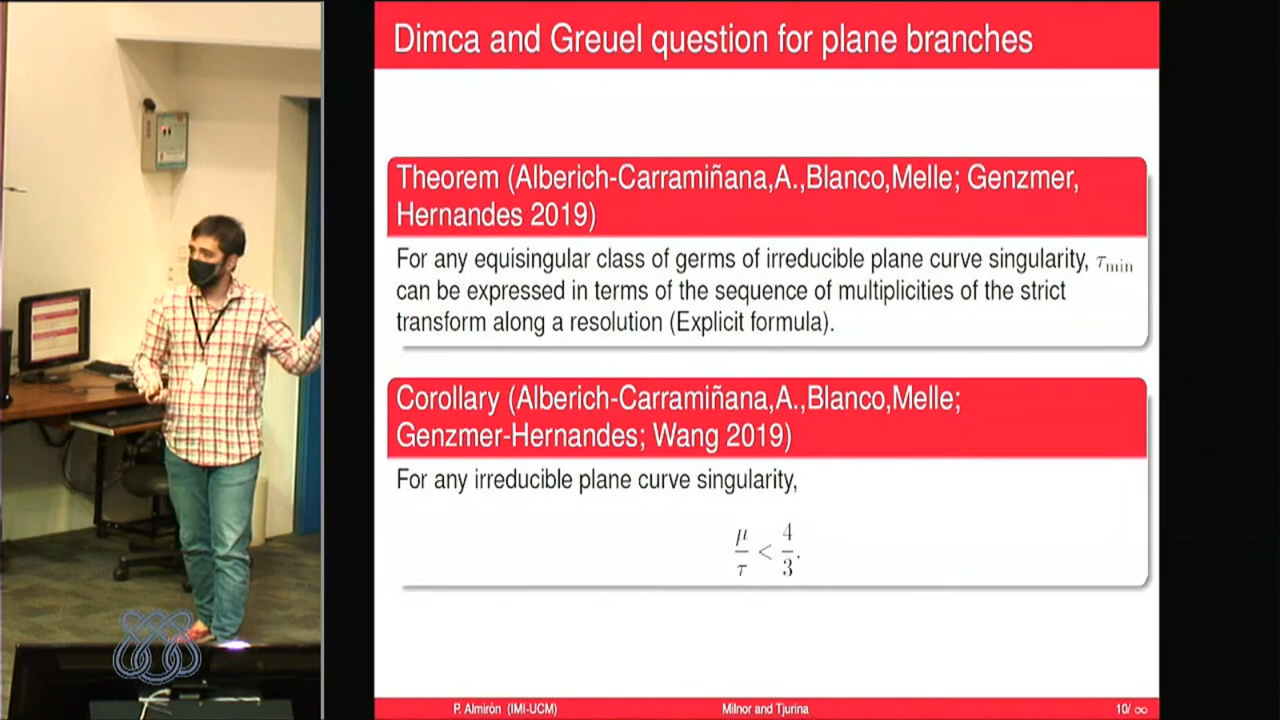 Dimca and Greuel question for plane branches
Theorem (Alberich-Carramiñana,A.,Blanco,Melle; Genzmer,
Hernandes 2019)
For any equisingular class of germs of irreducible plane curve singularity, τ_min
can be expressed in terms of the sequence of multiplicities of the strict
transform along a resolution (Explicit formula).
Corollary (Alberich-Carramiñana,A.,Blanco,Melle;
Genzmer-Hernandes; Wang 2019)
For any irreducible plane curve singularity,
μ/τ < 4/3.
P. Almirón (IMI-UCM) Milnor and Tjurina 10/ ∞